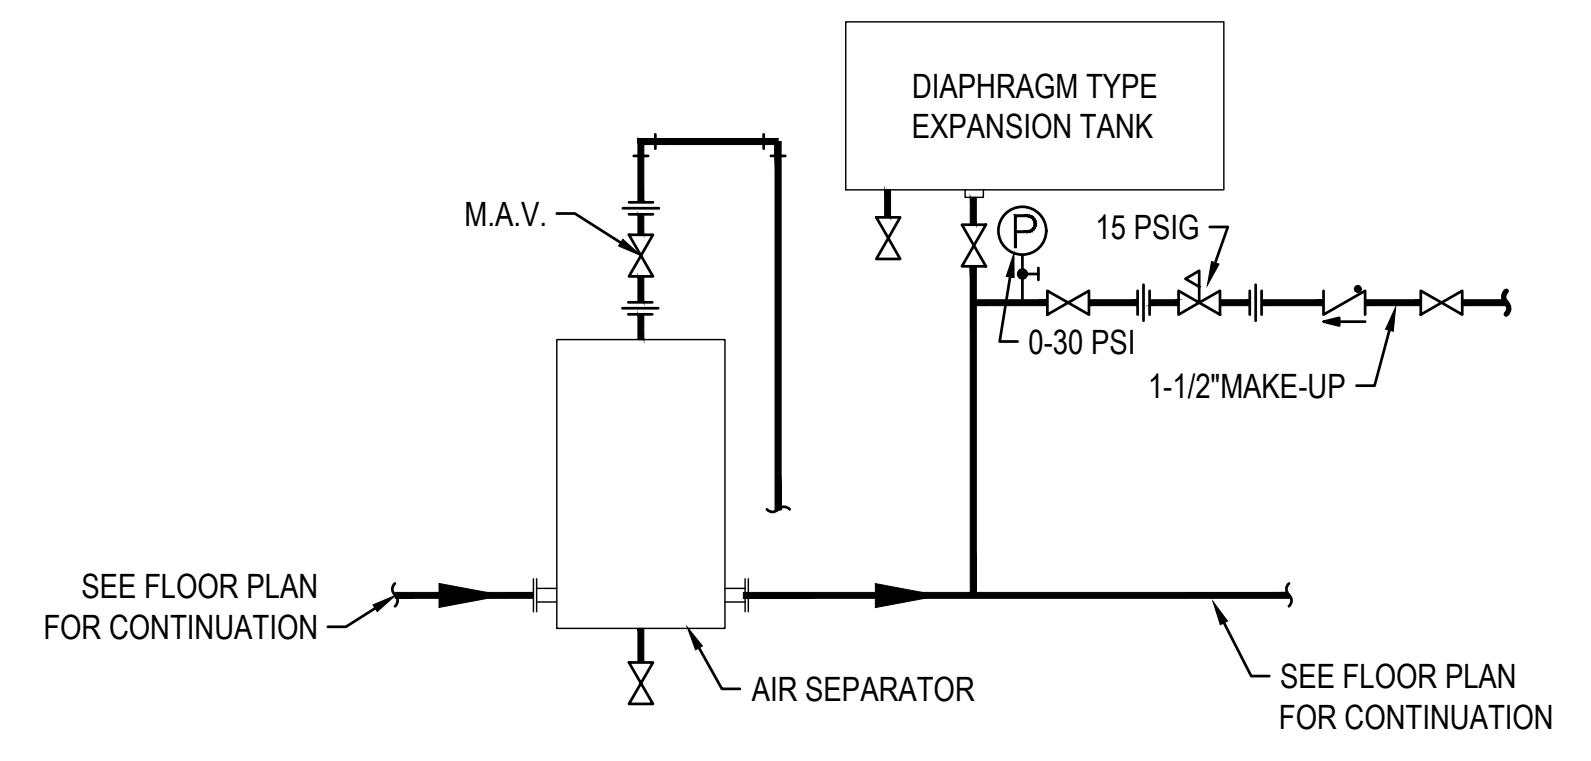 DIAPHRAGM TYPE
EXPANSION TANK
M.A.V.
P
15 PSIG
0-30 PSI
1-1/2"MAKE-UP
SEE FLOOR PLAN
FOR CONTINUATION
AIR SEPARATOR
SEE FLOOR PLAN
FOR CONTINUATION